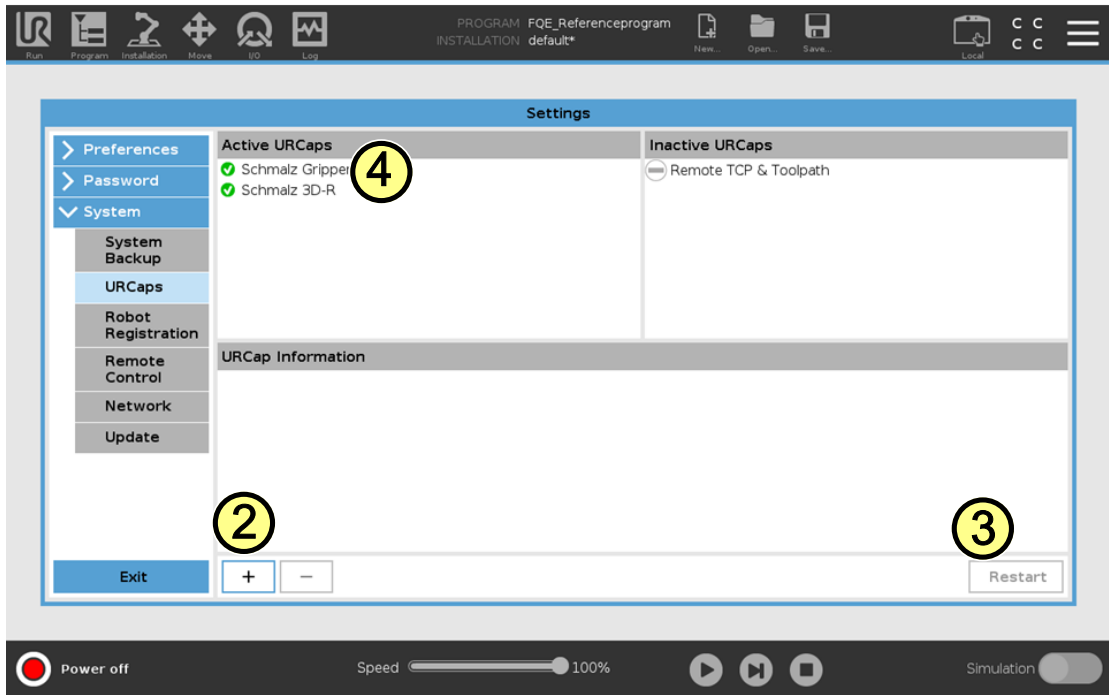 UR
PROGRAM FQE_Referenceprogram
INSTALLATION default*
Run Program Installation Move I/O Log
New... Open... Save...
Local
C C
C C
Settings
Preferences
Password
System
System
Backup
URCaps
Robot
Registration
Remote
Control
Network
Update
Exit
Active URCaps
Schmalz Gripper
Schmalz 3D-R
4
Inactive URCaps
Remote TCP & Toolpath
URCap Information
2
3
+ −
Restart
Power off
Speed 100%
Simulation